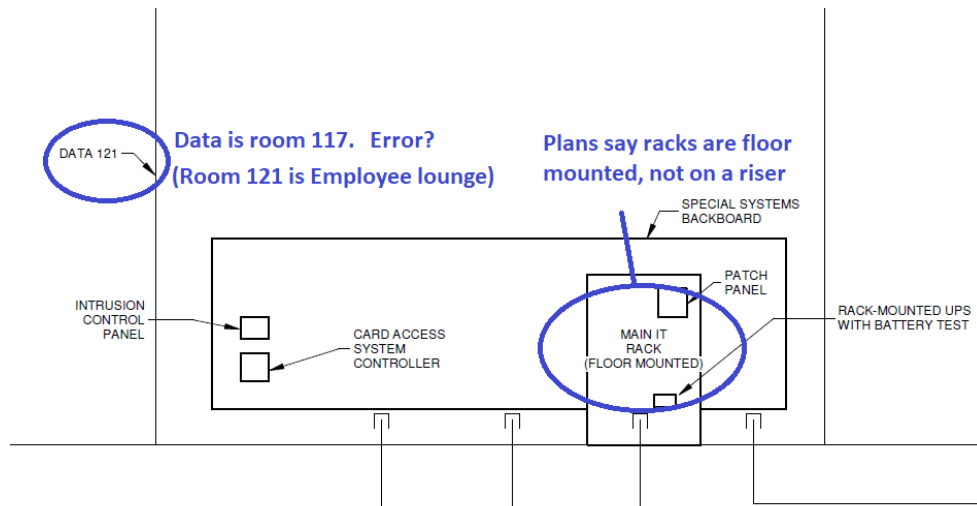 Data is room 117. Error?
(Room 121 is Employee lounge)
Plans say racks are floor
mounted, not on a riser
DATA 121
SPECIAL SYSTEMS
BACKBOARD
INTRUSION
CONTROL
PANEL
CARD ACCESS
SYSTEM
CONTROLLER
MAIN IT
RACK
(FLOOR MOUNTED)
PATCH
PANEL
RACK-MOUNTED UPS
WITH BATTERY TEST